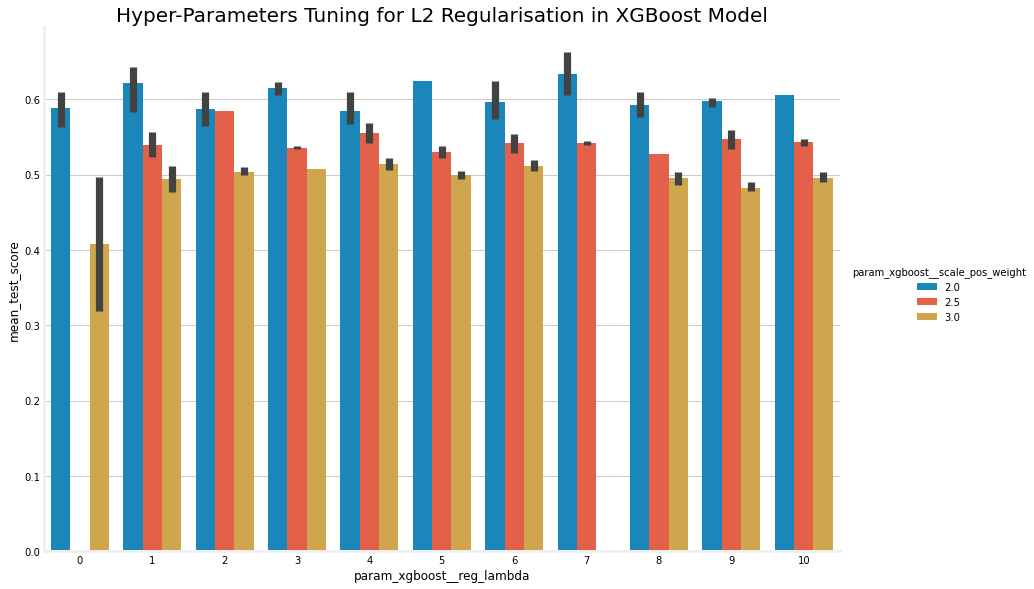 Hyper-Parameters Tuning for L2 Regularisation in XGBoost Model
mean_test_score
0.6
0.5
0.4
0.3
0.2
0.1
0.0
0 1 2 3 4 5 6 7 8 9 10
param_xgboost__reg_lambda
param_xgboost__scale_pos_weight
2.0
2.5
3.0